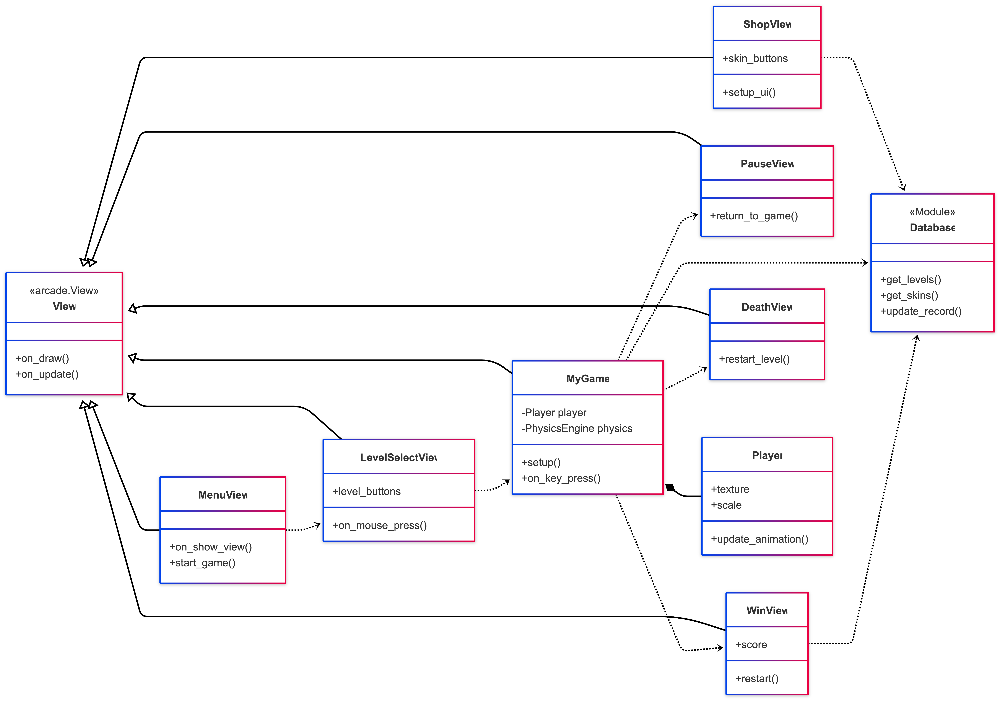 ShopView
+skin_buttons
+setup_ui()
PauseView
+return_to_game()
«Module»
Database
+get_levels()
+get_skins()
+update_record()
«arcade.View»
View
+on_draw()
+on_update()
DeathView
+restart_level()
MyGame
-Player player
-PhysicsEngine physics
+setup()
+on_key_press()
LevelSelectView
+level_buttons
+on_mouse_press()
Player
+texture
+scale
+update_animation()
MenuView
+on_show_view()
+start_game()
WinView
+score
+restart()